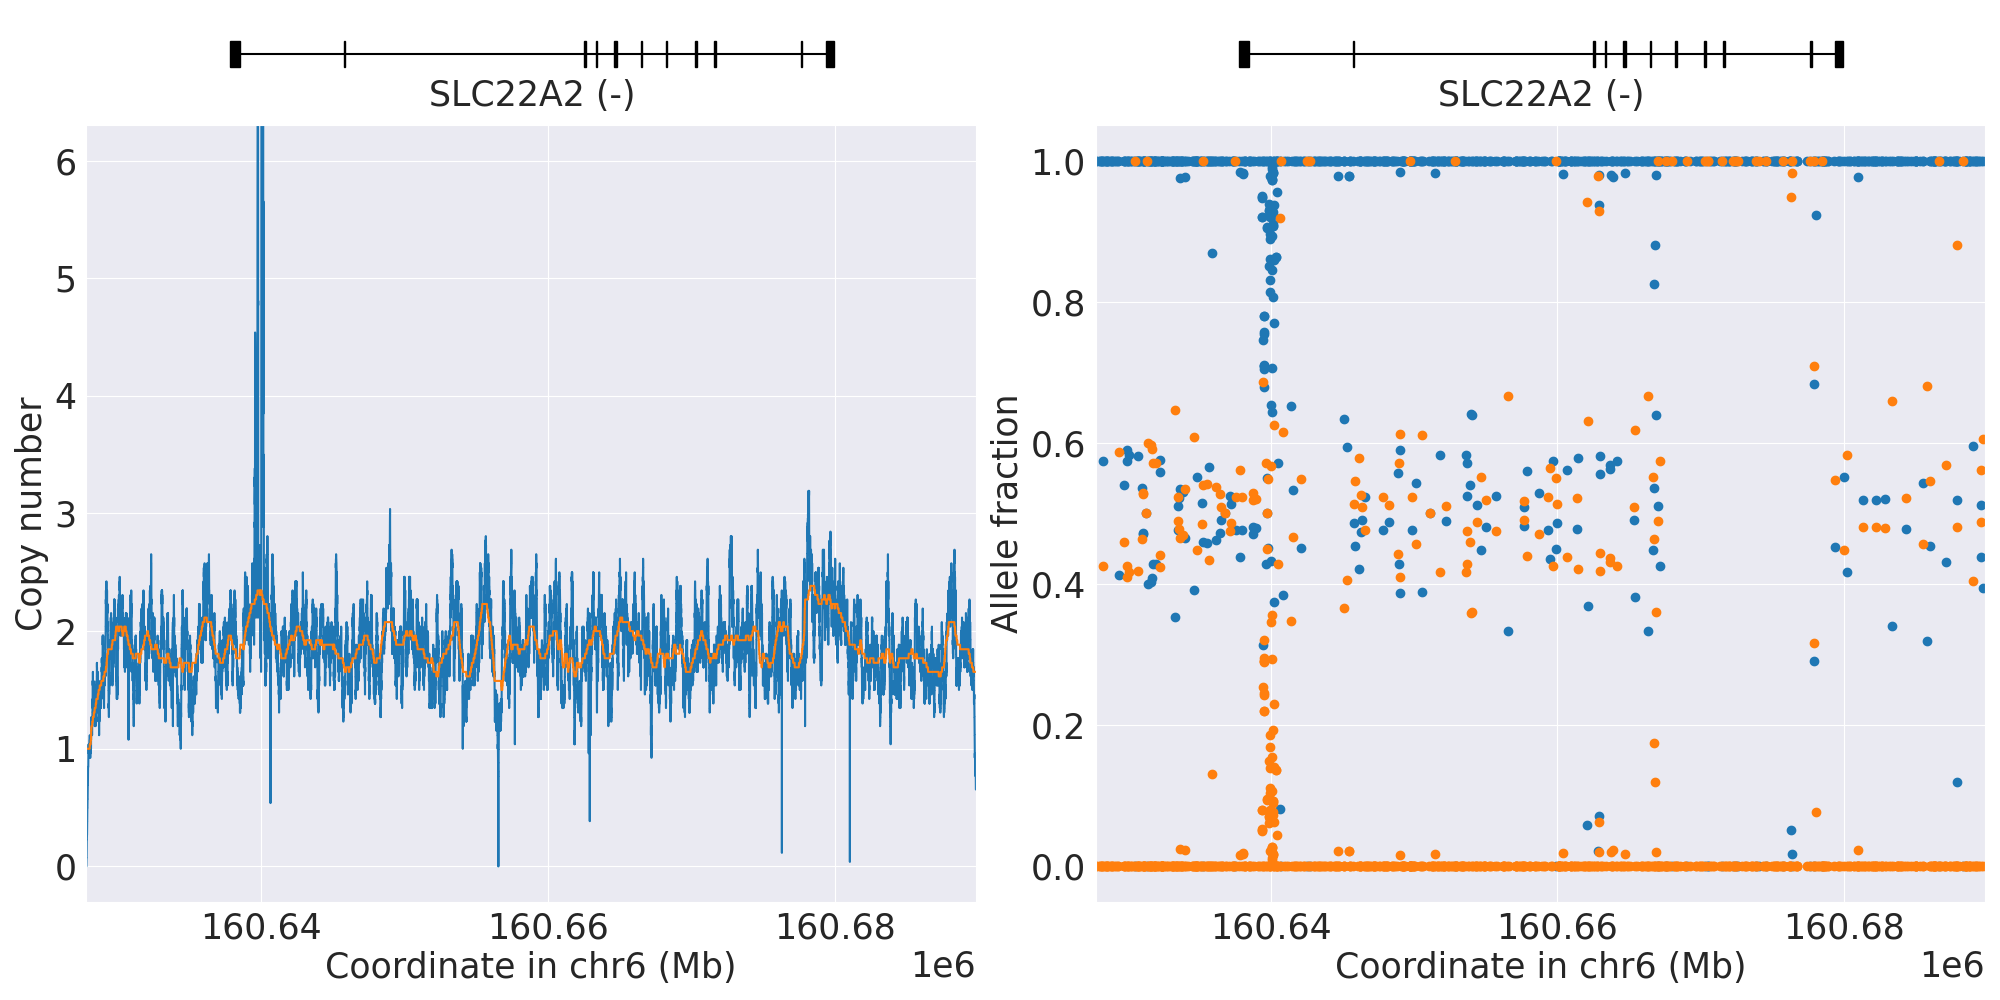 SLC22A2 (-)
Copy number
6
5
4
3
2
1
0
160.64 160.66 160.68
Coordinate in chr6 (Mb) 1e6
SLC22A2 (-)
Allele fraction
1.0
0.8
0.6
0.4
0.2
0.0
160.64 160.66 160.68
Coordinate in chr6 (Mb) 1e6